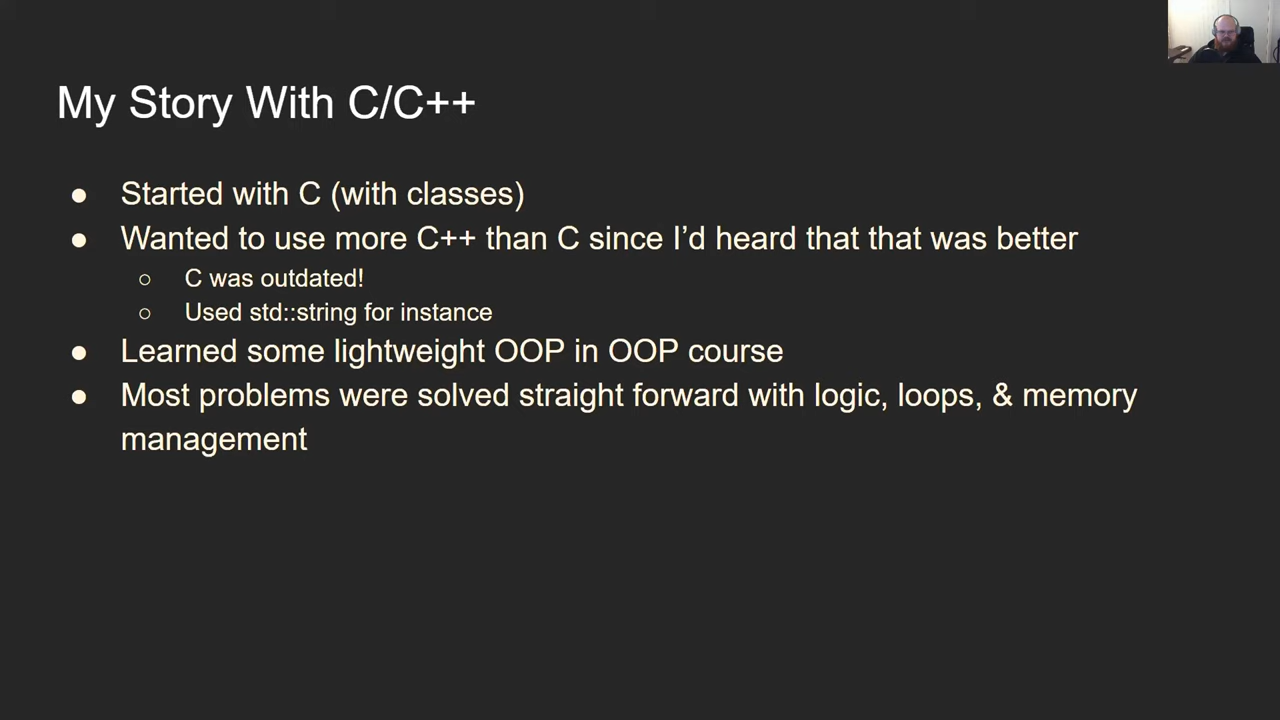 My Story With C/C++
● Started with C (with classes)
● Wanted to use more C++ than C since I’d heard that that was better
○ C was outdated!
○ Used std::string for instance
● Learned some lightweight OOP in OOP course
● Most problems were solved straight forward with logic, loops, & memory
management